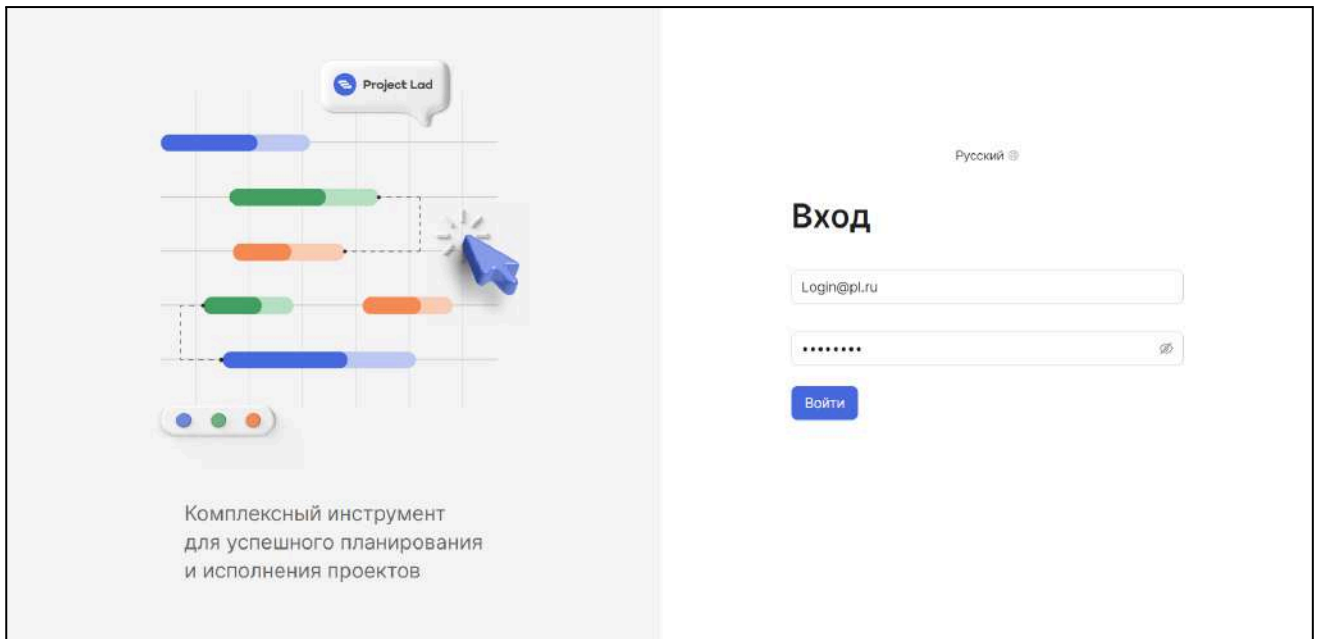 Project Lad
Комплексный инструмент
для успешного планирования
и исполнения проектов
Русский
Вход
Login@pl.ru
••••••••
Войти